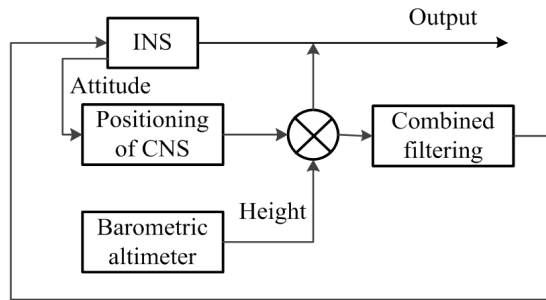 Output
INS
Attitude
Positioning
of CNS
Combined
filtering
Height
Barometric
altimeter